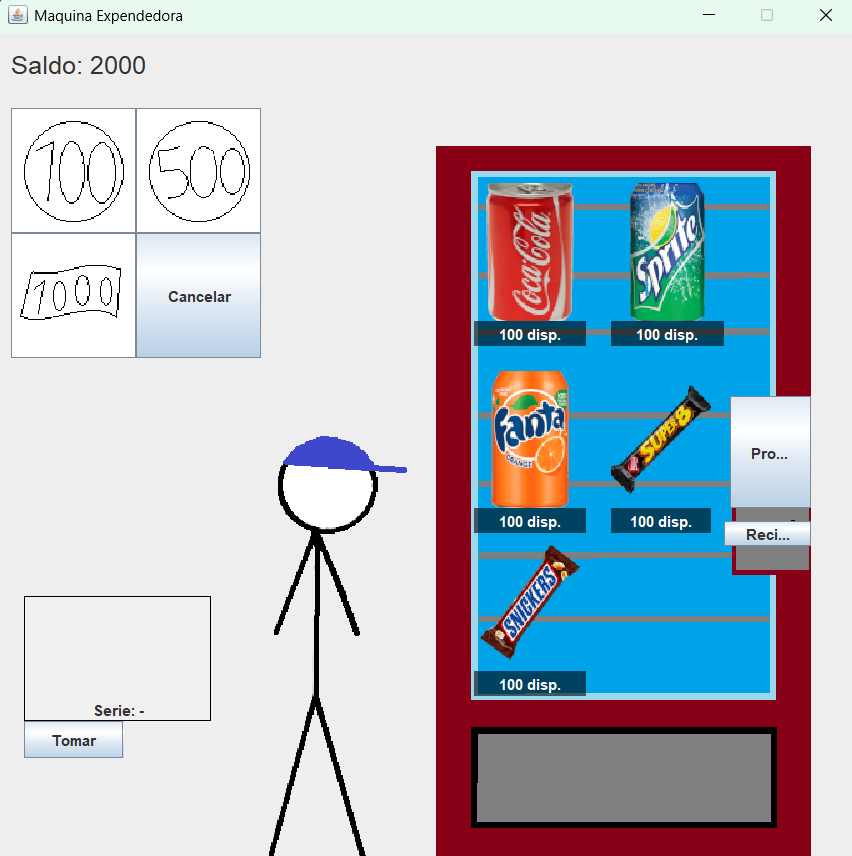 Maquina Expendedora
Saldo: 2000
100
500
1000
Cancelar
Coca-Cola
Sprite
100 disp.
100 disp.
Fanta
ORANGE
SUPER 8
Pro...
100 disp.
100 disp.
Reci...
SNICKERS
100 disp.
Serie: -
Tomar